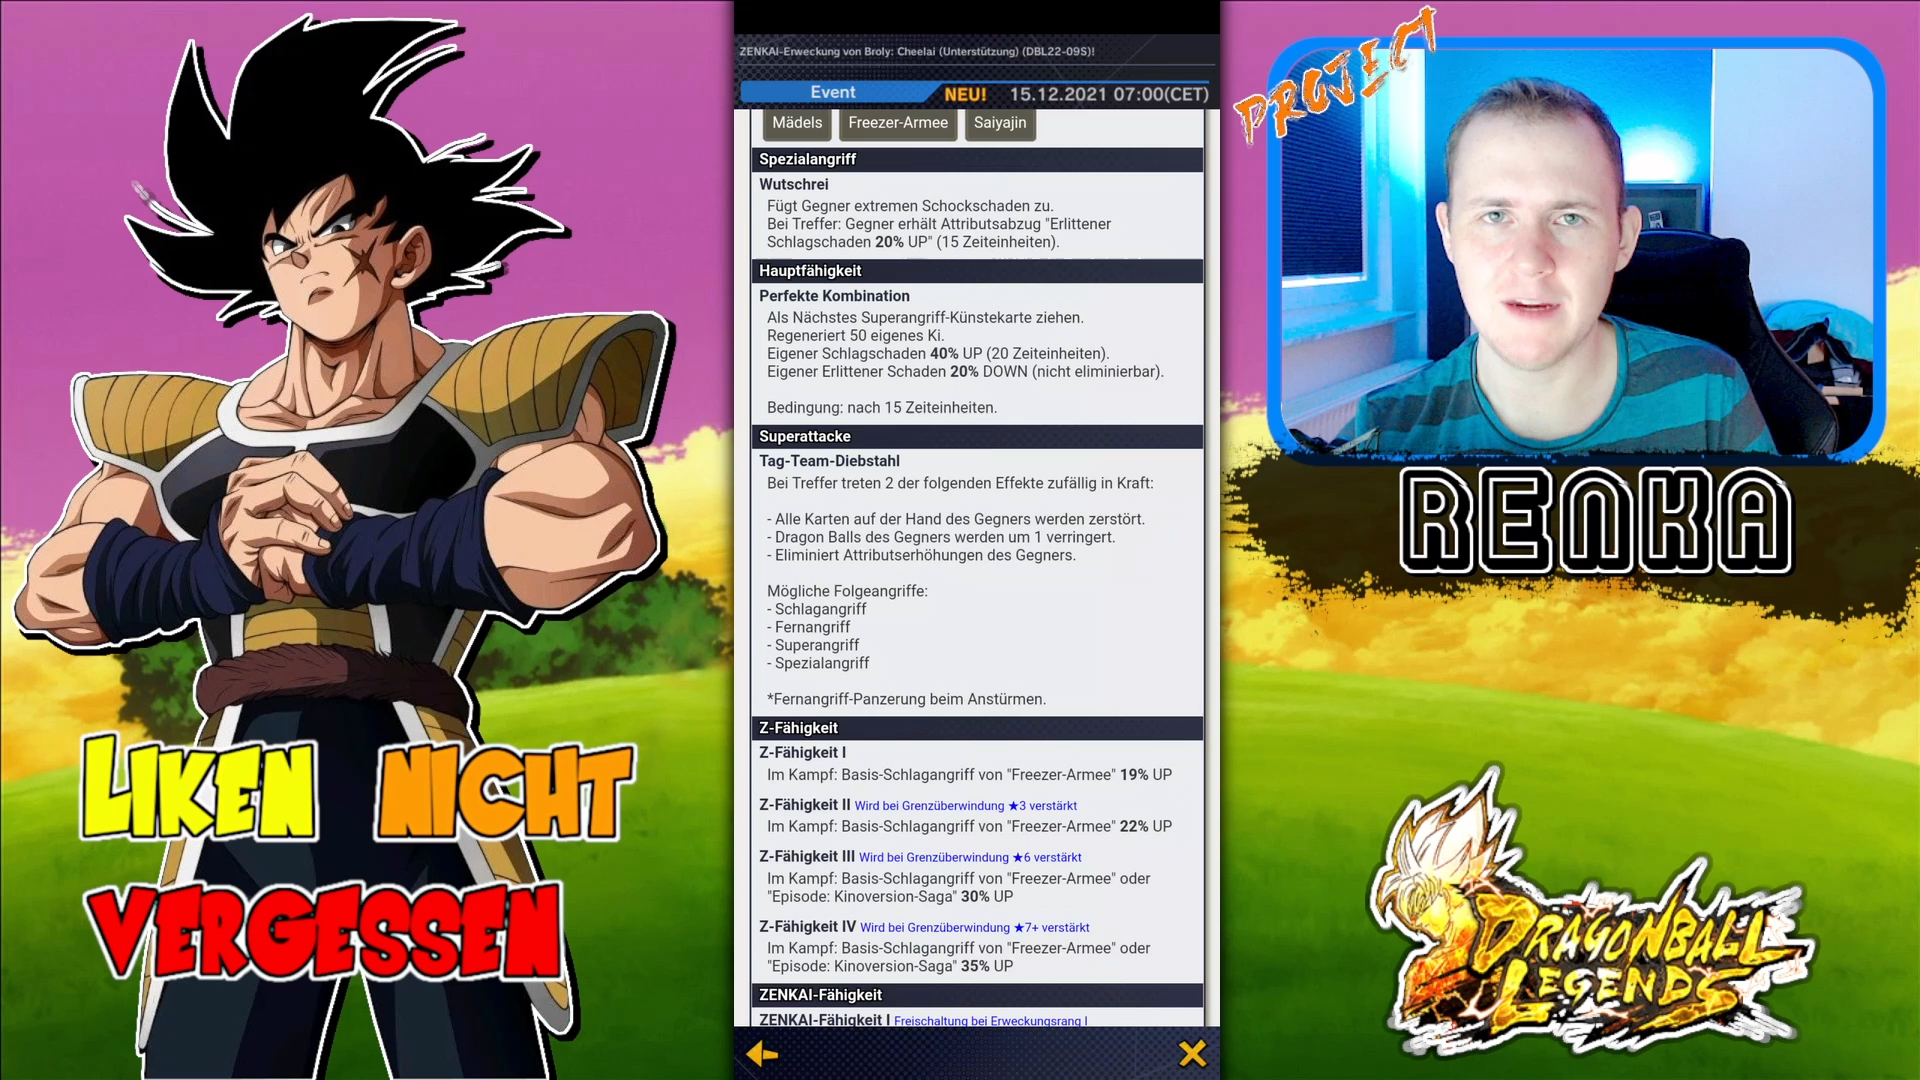 ZENKAI-Erweckung von Broly: Cheelai (Unterstützung) (DBL22-09S)!
Event
NEU!
15.12.2021 07:00(CET)
Mädels
Freezer-Armee
Saiyajin
Spezialangriff
Wutschrei
Fügt Gegner extremen Schockschaden zu.
Bei Treffer: Gegner erhält Attributsabzug "Erlittener
Schlagschaden 20% UP" (15 Zeiteinheiten).
Hauptfähigkeit
Perfekte Kombination
Als Nächstes Superangriff-Künstekarte ziehen.
Regeneriert 50 eigenes Ki.
Eigener Schlagschaden 40% UP (20 Zeiteinheiten).
Eigener Erlittener Schaden 20% DOWN (nicht eliminierbar).
Bedingung: nach 15 Zeiteinheiten.
Superattacke
Tag-Team-Diebstahl
Bei Treffer treten 2 der folgenden Effekte zufällig in Kraft:
- Alle Karten auf der Hand des Gegners werden zerstört.
- Dragon Balls des Gegners werden um 1 verringert.
- Eliminiert Attributserhöhungen des Gegners.
Mögliche Folgeangriffe:
- Schlagangriff
- Fernangriff
- Superangriff
- Spezialangriff
*Fernangriff-Panzerung beim Anstürmen.
Z-Fähigkeit
Z-Fähigkeit I
Im Kampf: Basis-Schlagangriff von "Freezer-Armee" 19% UP
Z-Fähigkeit II Wird bei Grenzüberwindung ★3 verstärkt
Im Kampf: Basis-Schlagangriff von "Freezer-Armee" 22% UP
Z-Fähigkeit III Wird bei Grenzüberwindung ★6 verstärkt
Im Kampf: Basis-Schlagangriff von "Freezer-Armee" oder
"Episode: Kinoversion-Saga" 30% UP
Z-Fähigkeit IV Wird bei Grenzüberwindung ★7+ verstärkt
Im Kampf: Basis-Schlagangriff von "Freezer-Armee" oder
"Episode: Kinoversion-Saga" 35% UP
ZENKAI-Fähigkeit
ZENKAI-Fähigkeit I Freischaltung bei Erweckungsrang I
PROJECT
RENKA
LIKEN NICHT
VERGESSEN
DRAGONBALL
LEGENDS